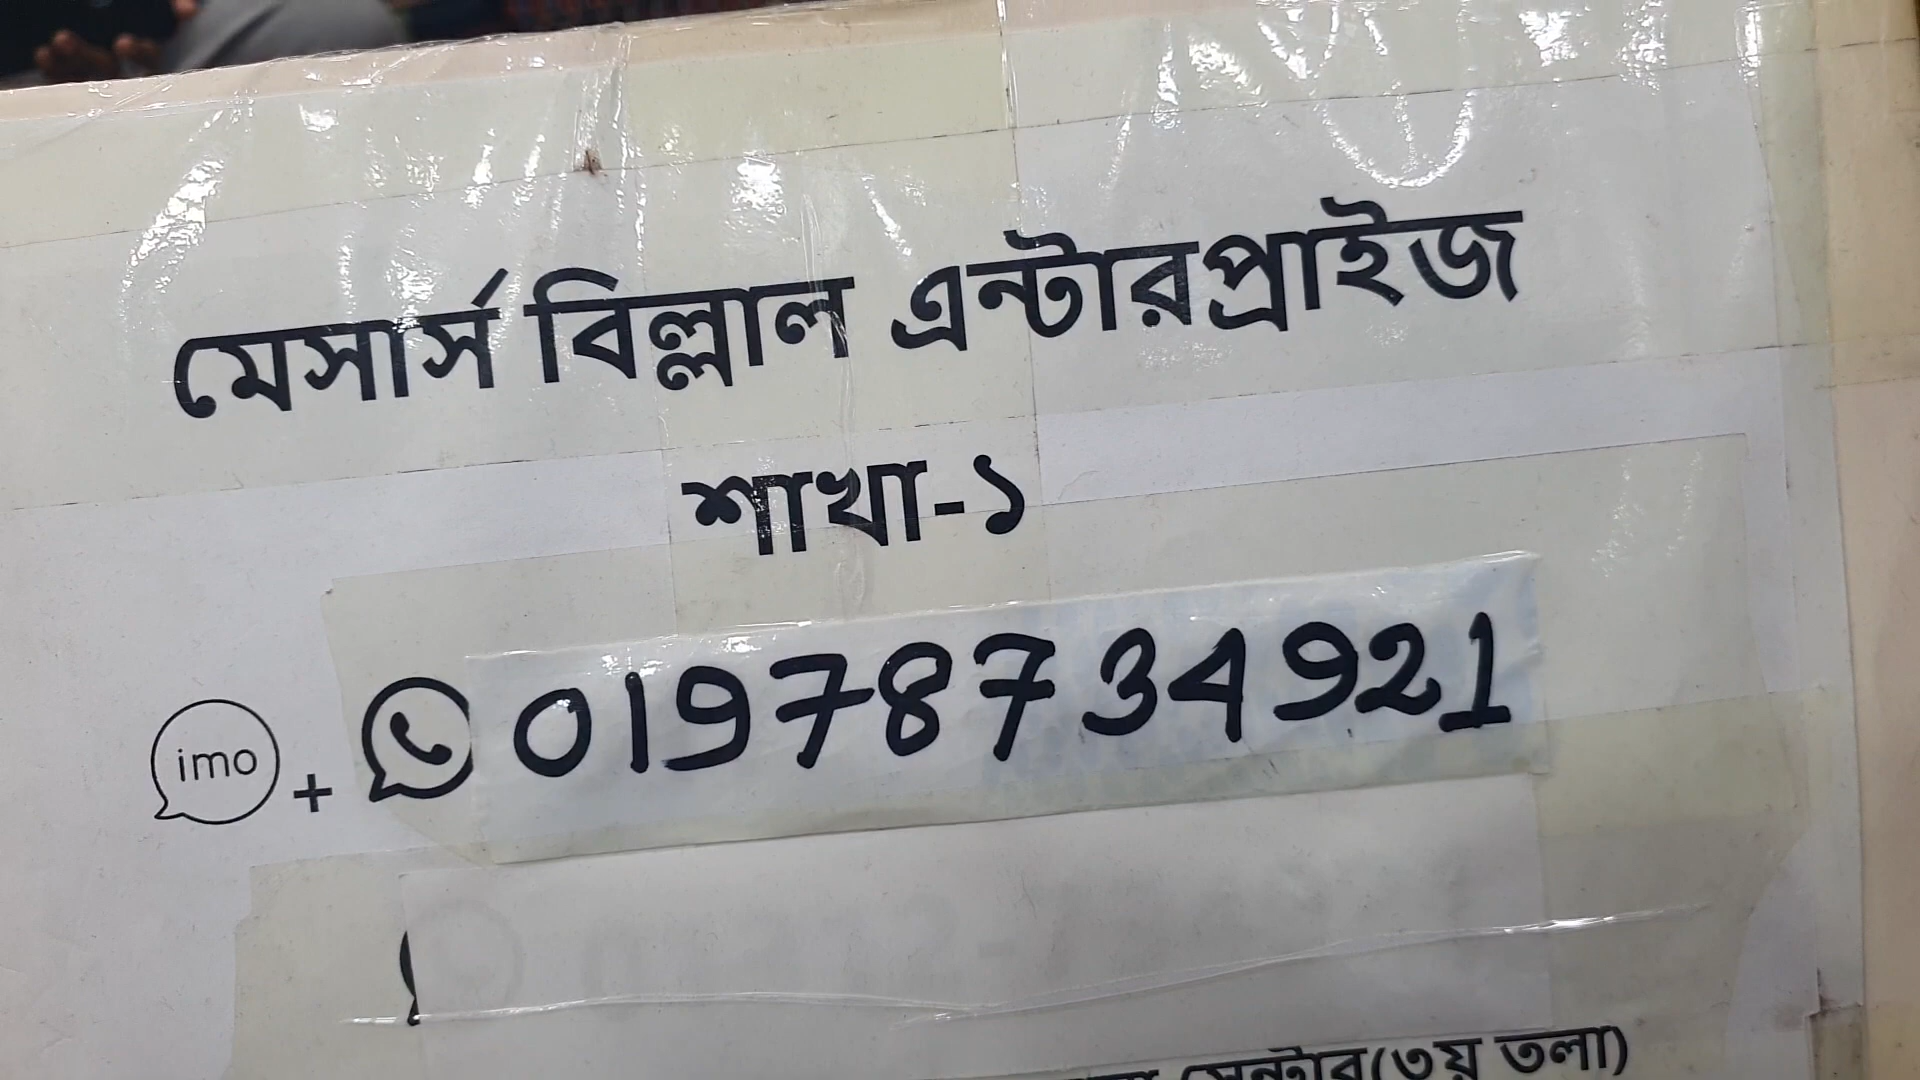 মেসার্স বিল্লাল এন্টারপ্রাইজ
শাখা-১
imo + 01978734921
সেন্টার(৩য় তলা)